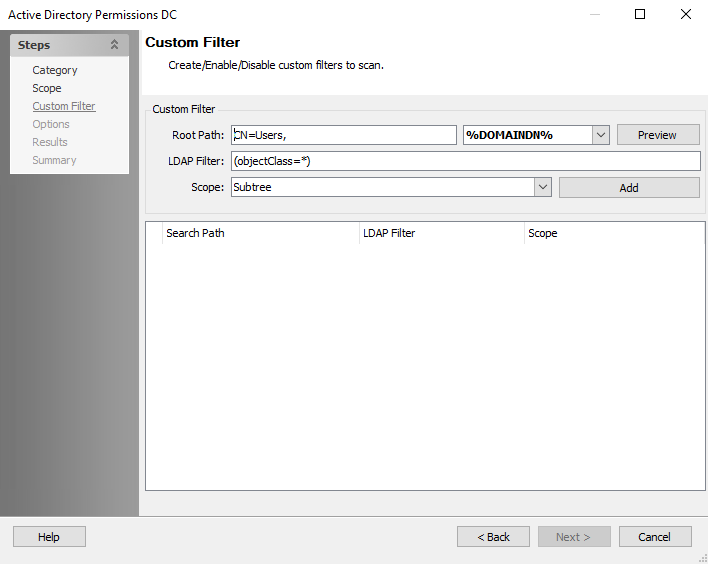 Active Directory Permissions DC
Steps
Category
Scope
Custom Filter
Options
Results
Summary
Custom Filter
Create/Enable/Disable custom filters to scan.
Custom Filter
Root Path: CN=Users, %DOMAINDN% Preview
LDAP Filter: (objectClass=*)
Scope: Subtree Add
Search Path LDAP Filter Scope
Help < Back Next > Cancel